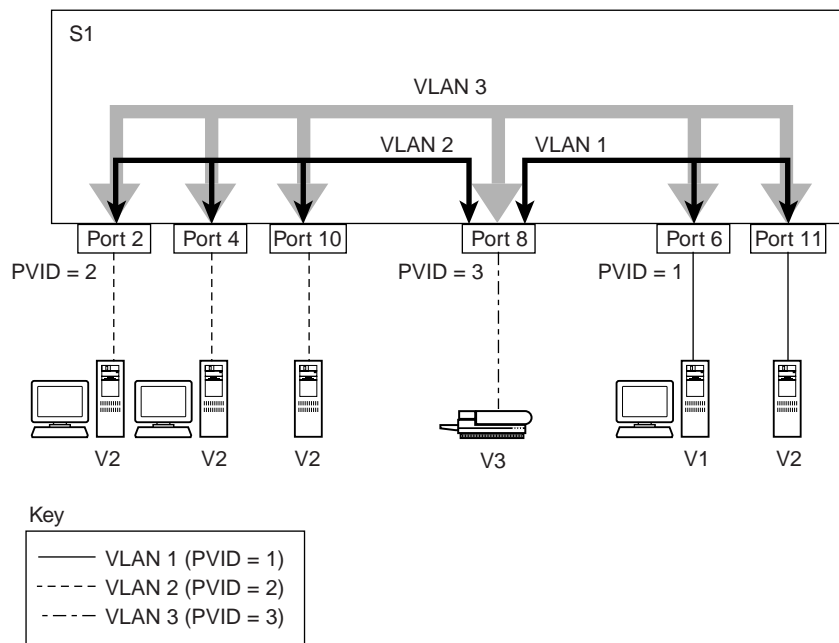 S1
VLAN 3
VLAN 2
VLAN 1
Port 2
Port 4
Port 10
Port 8
Port 6
Port 11
PVID = 2
PVID = 3
PVID = 1
V2
V2
V2
V3
V1
V2
Key
VLAN 1 (PVID = 1)
VLAN 2 (PVID = 2)
VLAN 3 (PVID = 3)